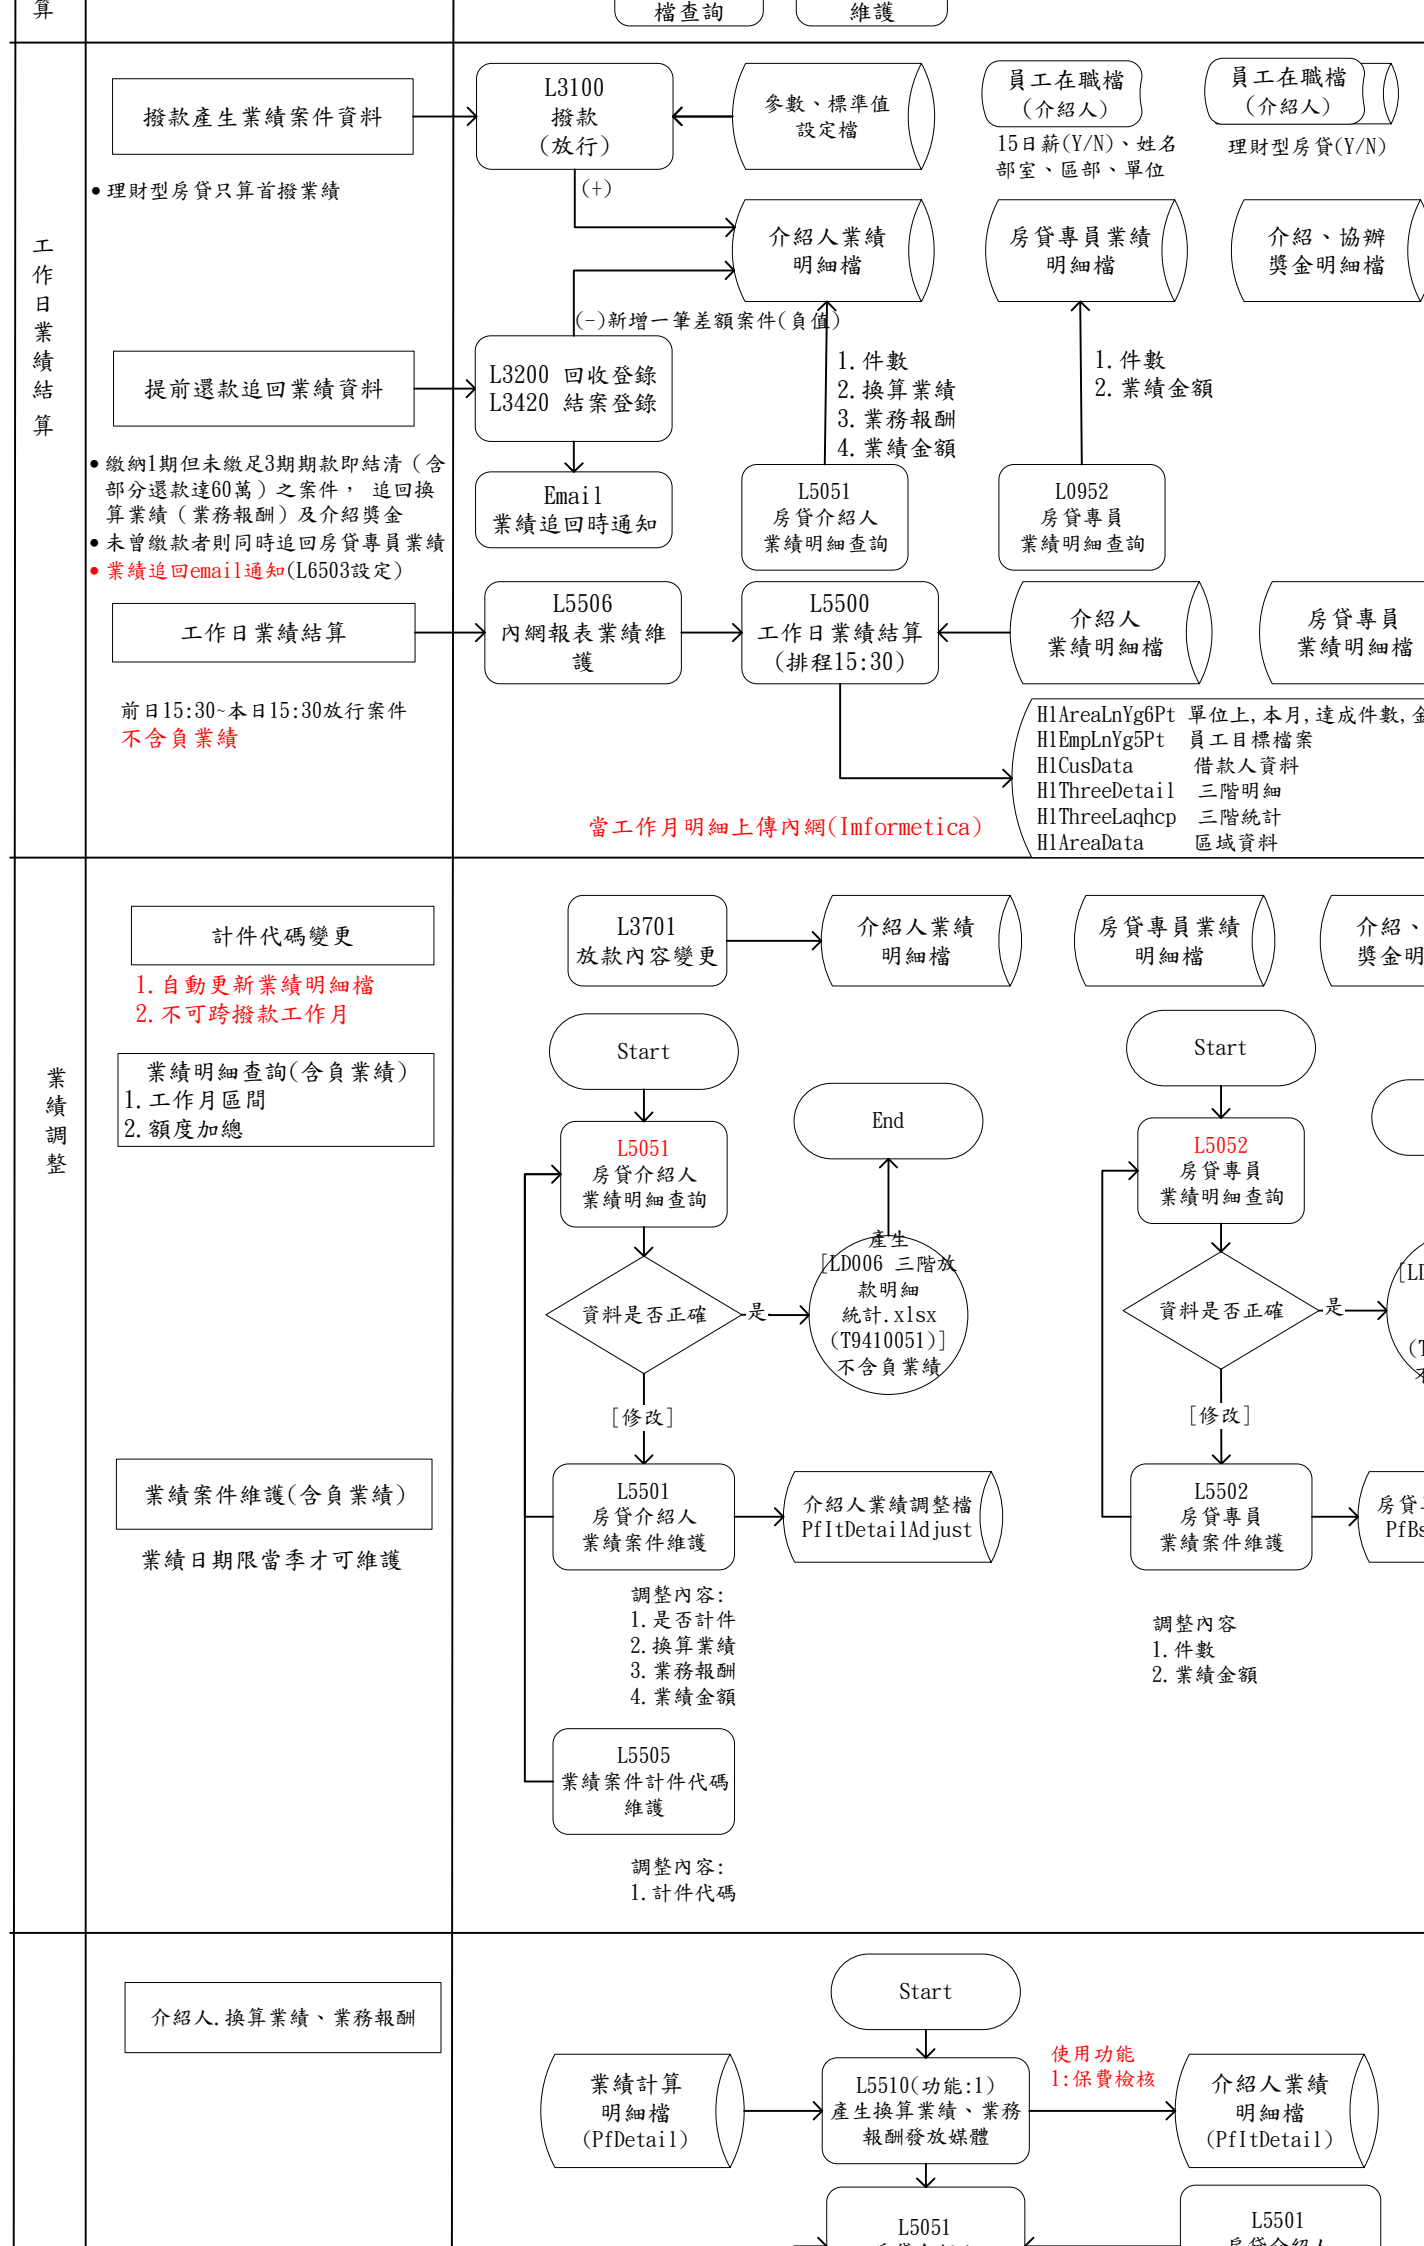 算
檔查詢
維護
工作日業績結算
撥款產生業績案件資料
L3100
撥款
(放行)
參數、標準值
設定檔
員工在職檔
(介紹人)
15日薪(Y/N)、姓名
部室、區部、單位
員工在職檔
(介紹人)
理財型房貸(Y/N)
•理財型房貸只算首撥業績
(+)
介紹人業績
明細檔
房貸專員業績
明細檔
介紹、協辦
獎金明細檔
(-)新增一筆差額案件(負值)
提前還款追回業績資料
L3200 回收登錄
L3420 結案登錄
1.件數
2.換算業績
3.業務報酬
4.業績金額
1.件數
2.業績金額
•繳納1期但未繳足3期期款即結清（含
部分還款達60萬）之案件， 追回換
算業績（業務報酬）及介紹獎金
•未曾繳款者則同時追回房貸專員業績
•業績追回email通知(L6503設定)
Email
業績追回時通知
L5051
房貸介紹人
業績明細查詢
L0952
房貸專員
業績明細查詢
工作日業績結算
L5506
內網報表業績維
護
L5500
工作日業績結算
(排程15:30)
介紹人
業績明細檔
房貸專員
業績明細檔
前日15:30~本日15:30放行案件
不含負業績
HlAreaLnYg6Pt 單位上,本月,達成件數,金
HlEmpLnYg5Pt 員工目標檔案
HlCusData 借款人資料
HlThreeDetail 三階明細
HlThreeLaqhcp 三階統計
HlAreaData 區域資料
當工作月明細上傳內網(Imformetica)
業績調整
計件代碼變更
1.自動更新業績明細檔
2.不可跨撥款工作月
L3701
放款內容變更
介紹人業績
明細檔
房貸專員業績
明細檔
介紹、
獎金明
業績明細查詢(含負業績)
1.工作月區間
2.額度加總
Start
End
L5051
房貸介紹人
業績明細查詢
產生
[LD006 三階放
款明細
統計.xlsx
(T9410051)]
不含負業績
資料是否正確
是
[修改]
Start
L5052
房貸專員
業績明細查詢
資料是否正確
是
[LD
(T
不
[修改]
業績案件維護(含負業績)
業績日期限當季才可維護
L5501
房貸介紹人
業績案件維護
介紹人業績調整檔
PfItDetailAdjust
L5502
房貸專員
業績案件維護
房貸專
PfBs
調整內容:
1.是否計件
2.換算業績
3.業務報酬
4.業績金額
調整內容
1.件數
2.業績金額
L5505
業績案件計件代碼
維護
調整內容:
1.計件代碼
介紹人.換算業績、業務報酬
Start
業績計算
明細檔
(PfDetail)
L5510(功能:1)
產生換算業績、業務
報酬發放媒體
使用功能
1:保費檢核
介紹人業績
明細檔
(PfItDetail)
L5051
L5501
房貸介紹人